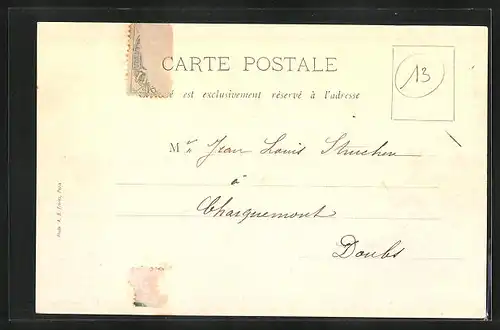 CARTE POSTALE
est exclusivement réservé à l'adresse
13
Mr Jean Louis
à
Charquemont
Doubs